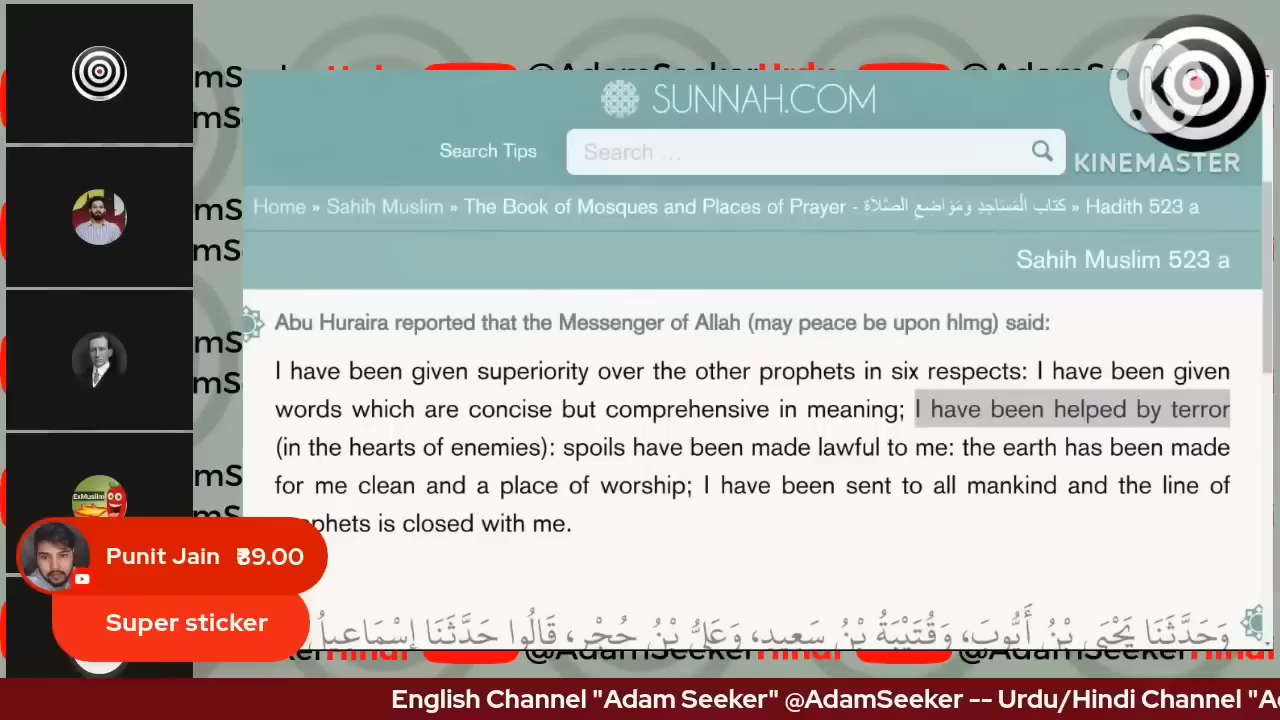 @AdamSeekerUrdu
SUNNAH.COM
Search Tips
Search ...
KINEMASTER
Home » Sahih Muslim » The Book of Mosques and Places of Prayer - كتاب الْمَسَاجِدِ وَمَوَاضِعِ الصَّلاَةِ » Hadith 523 a
Sahih Muslim 523 a
Abu Huraira reported that the Messenger of Allah (may peace be upon hlmg) said:
I have been given superiority over the other prophets in six respects: I have been given
words which are concise but comprehensive in meaning; I have been helped by terror
(in the hearts of enemies): spoils have been made lawful to me: the earth has been made
for me clean and a place of worship; I have been sent to all mankind and the line of
prophets is closed with me.
ExMuslim
Punit Jain ₹39.00
Super sticker
وَحَدَّثَنَا يَحْيَى بْنُ أَيُّوبَ، وَقُتَيْبَةُ بْنُ سَعِيدٍ، وَعَلِيُّ بْنُ حُجْرٍ، قَالُوا حَدَّثَنَا إِسْمَاعِيلُ
@AdamSeekerHindi
English Channel "Adam Seeker" @AdamSeeker -- Urdu/Hindi Channel "A